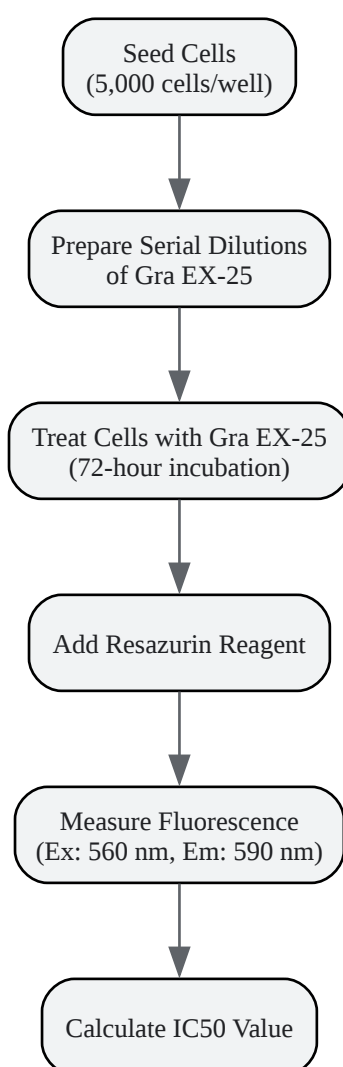 Seed Cells
(5,000 cells/well)
Prepare Serial Dilutions
of Gra EX-25
Treat Cells with Gra EX-25
(72-hour incubation)
Add Resazurin Reagent
Measure Fluorescence
(Ex: 560 nm, Em: 590 nm)
Calculate IC50 Value